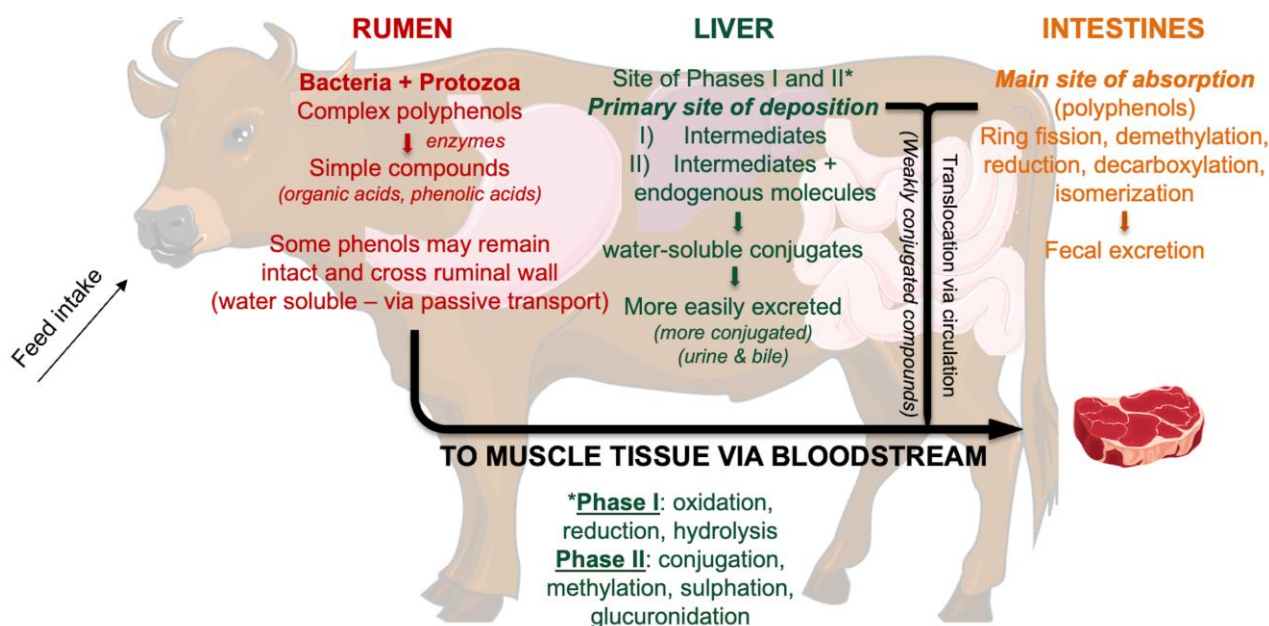 RUMEN
Bacteria + Protozoa
Complex polyphenols
enzymes
Simple compounds
(organic acids, phenolic acids)
Some phenols may remain
intact and cross ruminal wall
(water soluble – via passive transport)
LIVER
Site of Phases I and II*
Primary site of deposition
I) Intermediates
II) Intermediates +
endogenous molecules
water-soluble conjugates
More easily excreted
(more conjugated)
(urine & bile)
(Weakly conjugated compounds)
Translocation via circulation
INTESTINES
Main site of absorption
(polyphenols)
Ring fission, demethylation,
reduction, decarboxylation,
isomerization
Fecal excretion
Feed intake
TO MUSCLE TISSUE VIA BLOODSTREAM
*Phase I: oxidation,
reduction, hydrolysis
Phase II: conjugation,
methylation, sulphation,
glucuronidation